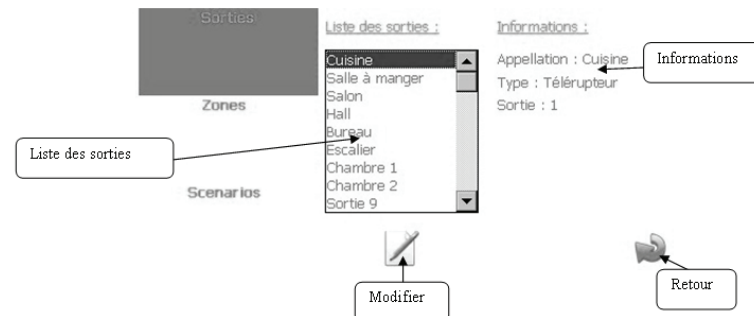 Sorties
Zones
Scenarios
Liste des sorties :
Cuisine
Salle à manger
Salon
Hall
Bureau
Escalier
Chambre 1
Chambre 2
Sortie 9
Informations :
Appellation : Cuisine
Type : Télérupteur
Sortie : 1
Informations
Liste des sorties
Modifier
Retour